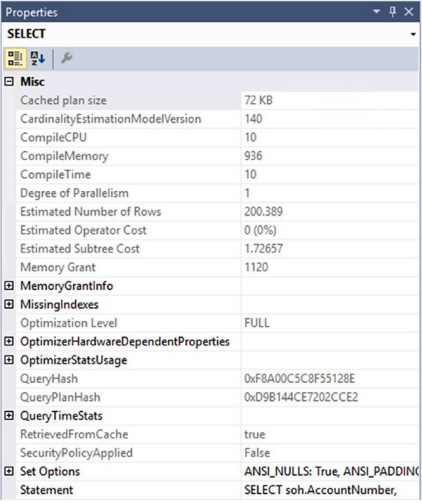 Properties
SELECT
Misc
Cached plan size 72 KB
CardinalityEstimationModelVersion 140
CompileCPU 10
CompileMemory 936
CompileTime 10
Degree of Parallelism 1
Estimated Number of Rows 200.389
Estimated Operator Cost 0 (0%)
Estimated Subtree Cost 1.72657
Memory Grant 1120
MemoryGrantInfo
MissingIndexes
Optimization Level FULL
OptimizerHardwareDependentProperties
OptimizerStatsUsage
QueryHash 0xF8A00C5C8F55128E
QueryPlanHash 0xD9B144CE7202CCE2
QueryTimeStats
RetrievedFromCache true
SecurityPolicyApplied False
Set Options ANSI_NULLS: True, ANSI_PADDING
Statement SELECT soh.AccountNumber,